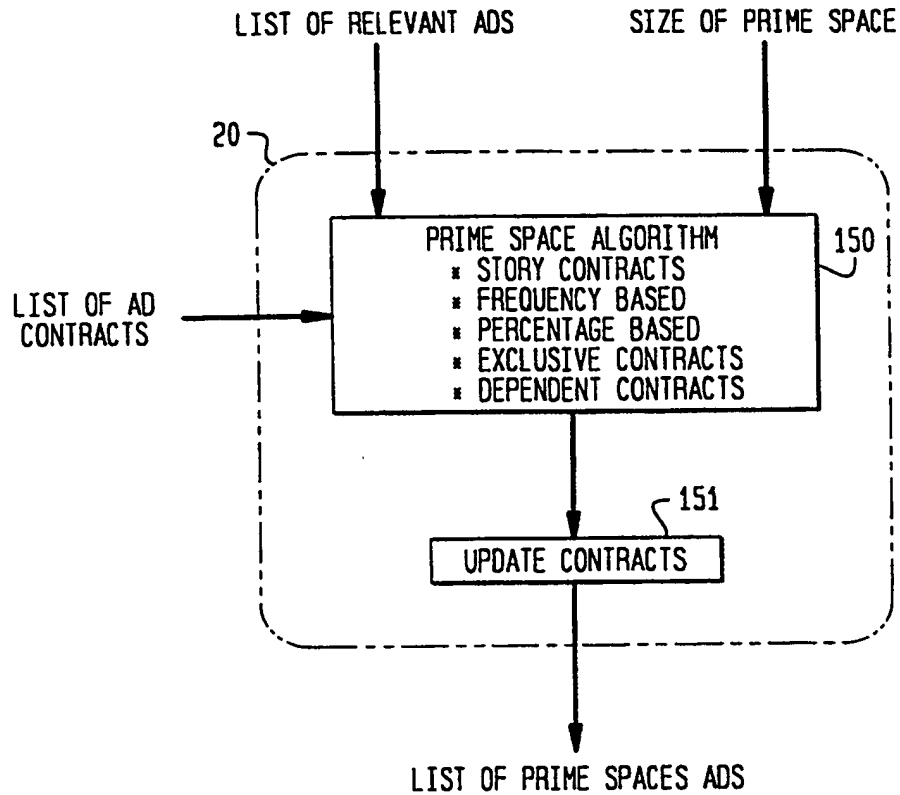 LIST OF RELEVANT ADS
SIZE OF PRIME SPACE
20
PRIME SPACE ALGORITHM
* STORY CONTRACTS
* FREQUENCY BASED
* PERCENTAGE BASED
* EXCLUSIVE CONTRACTS
* DEPENDENT CONTRACTS
150
LIST OF AD
CONTRACTS
151
UPDATE CONTRACTS
LIST OF PRIME SPACES ADS